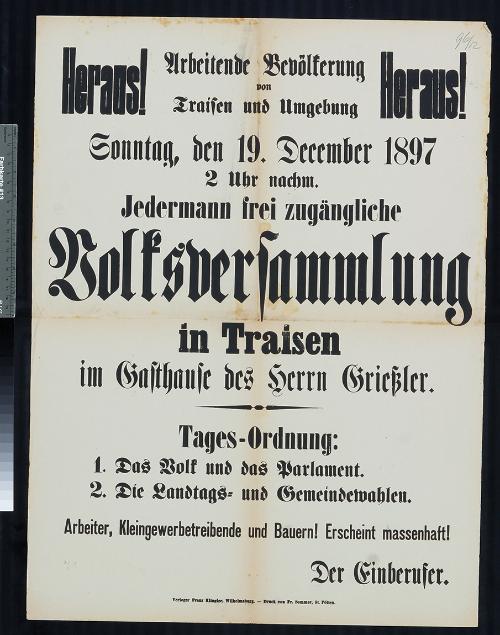 96/12
Heraus! Arbeitende Bevölkerung Heraus!
von
Traisen und Umgebung
Sonntag, den 19. December 1897
2 Uhr nachm.
Jedermann frei zugängliche
Volksversammlung
in Traisen
im Gasthause des Herrn Grießler.
Tages-Ordnung:
1. Das Volk und das Parlament.
2. Die Landtags- und Gemeindewahlen.
Arbeiter, Kleingewerbetreibende und Bauern! Erscheint massenhaft!
Der Einberufer.
Verleger Franz Klingler, Wilhelmsburg. — Druck von Fr. Sommer, St. Pölten.